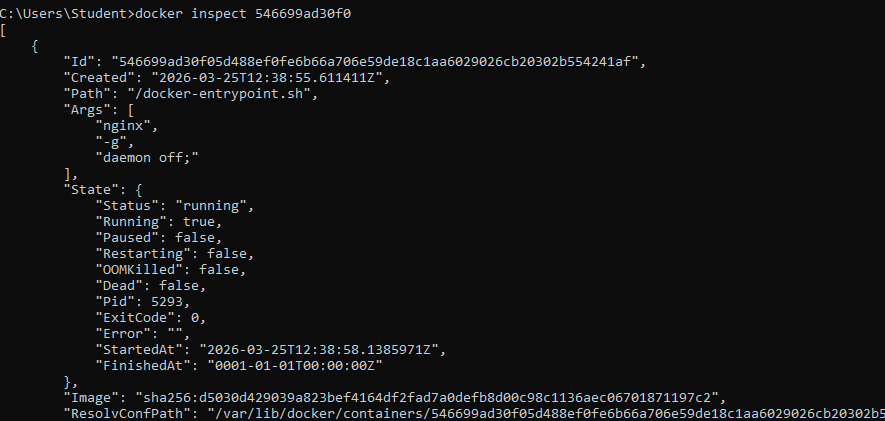 C:\Users\Student>docker inspect 546699ad30f0
[
    {
        "Id": "546699ad30f05d488ef0fe6b66a706e59de18c1aa6029026cb20302b554241af",
        "Created": "2026-03-25T12:38:55.611411Z",
        "Path": "/docker-entrypoint.sh",
        "Args": [
            "nginx",
            "-g",
            "daemon off;"
        ],
        "State": {
            "Status": "running",
            "Running": true,
            "Paused": false,
            "Restarting": false,
            "OOMKilled": false,
            "Dead": false,
            "Pid": 5293,
            "ExitCode": 0,
            "Error": "",
            "StartedAt": "2026-03-25T12:38:58.1385971Z",
            "FinishedAt": "0001-01-01T00:00:00Z"
        },
        "Image": "sha256:d5030d429039a823bef4164df2fad7a0defb8d00c98c1136aec06701871197c2",
        "ResolvConfPath": "/var/lib/docker/containers/546699ad30f05d488ef0fe6b66a706e59de18c1aa6029026cb20302b5